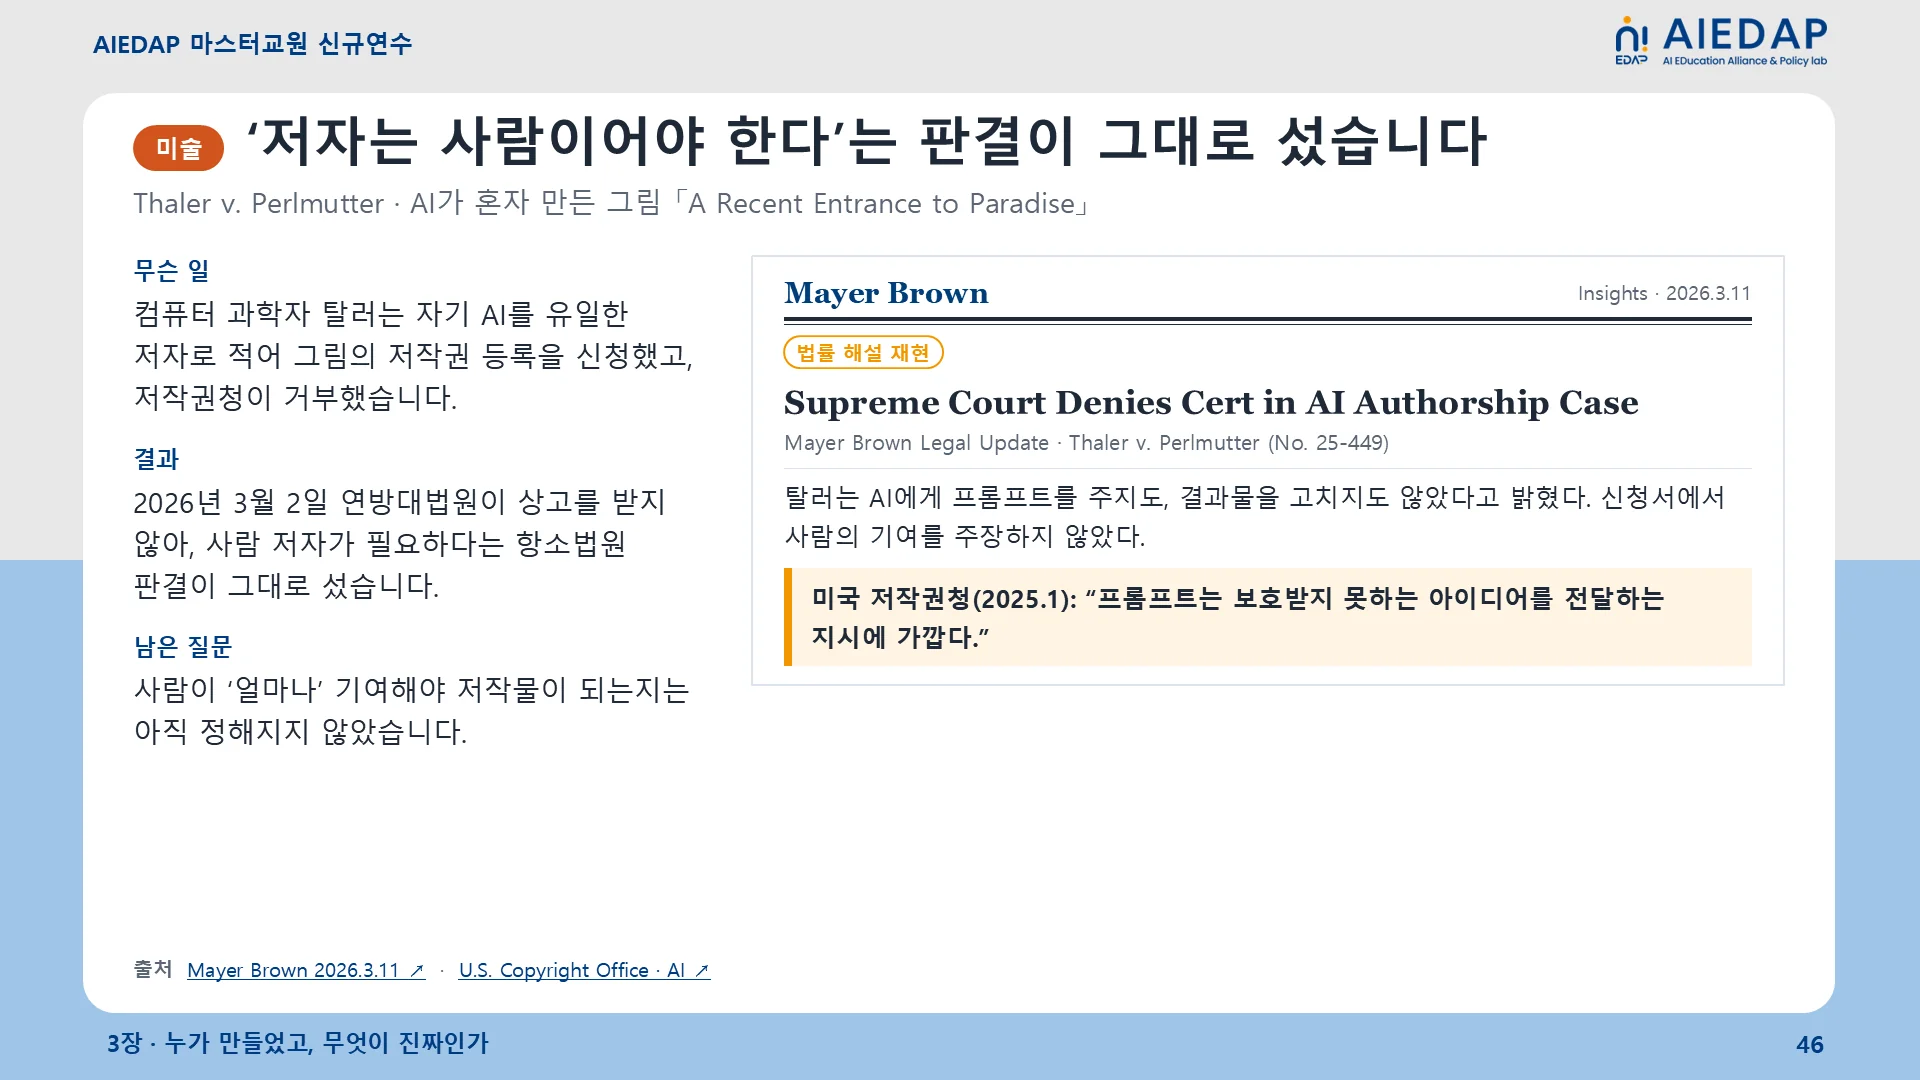 AIEDAP 마스터교원 신규연수
EDAP
AIEDAP
AI EDucation Alliance & Policy lab
미술
‘저자는 사람이어야 한다’는 판결이 그대로 섰습니다
Thaler v. Perlmutter · AI가 혼자 만든 그림 「A Recent Entrance to Paradise」
무슨 일
컴퓨터 과학자 탈러는 자기 AI를 유일한
저자로 적어 그림의 저작권 등록을 신청했고,
저작권청이 거부했습니다.
결과
2026년 3월 2일 연방대법원이 상고를 받지
않아, 사람 저자가 필요하다는 항소법원
판결이 그대로 섰습니다.
남은 질문
사람이 ‘얼마나’ 기여해야 저작물이 되는지는
아직 정해지지 않았습니다.
Mayer Brown
Insights · 2026.3.11
법률 해설 재현
Supreme Court Denies Cert in AI Authorship Case
Mayer Brown Legal Update · Thaler v. Perlmutter (No. 25-449)
탈러는 AI에게 프롬프트를 주지도, 결과물을 고치지도 않았다고 밝혔다. 신청서에서
사람의 기여를 주장하지 않았다.
미국 저작권청(2025.1): “프롬프트는 보호받지 못하는 아이디어를 전달하는
지시에 가깝다.”
출처 Mayer Brown 2026.3.11 ↗ · U.S. Copyright Office · AI ↗
3장 · 누가 만들었고, 무엇이 진짜인가
46